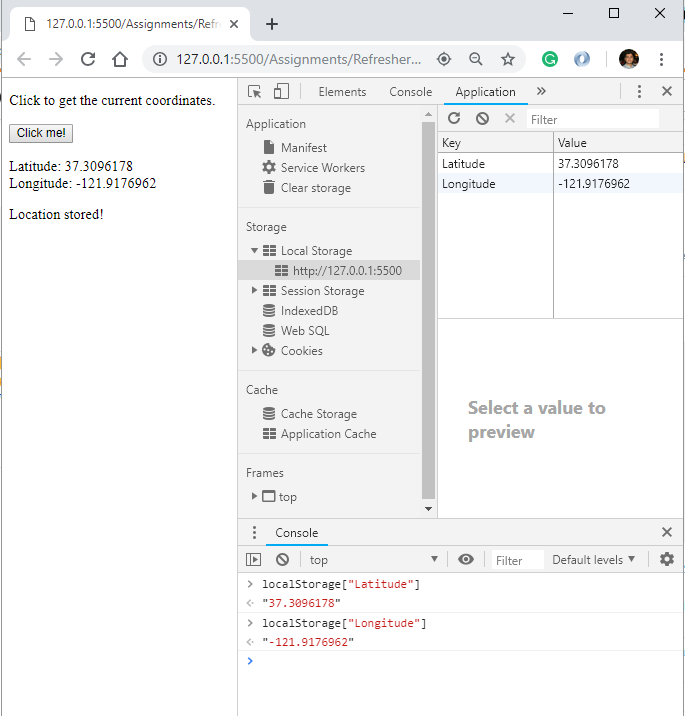 127.0.0.1:5500/Assignments/Refr
127.0.0.1:5500/Assignments/Refresher...
Click to get the current coordinates.
Click me!
Latitude: 37.3096178
Longitude: -121.9176962
Location stored!
Elements Console Application
Filter
Application
Manifest
Service Workers
Clear storage
Storage
Local Storage
http://127.0.0.1:5500
Session Storage
IndexedDB
Web SQL
Cookies
Cache
Cache Storage
Application Cache
Frames
top
Key Value
Latitude 37.3096178
Longitude -121.9176962
Select a value to
preview
Console
top Filter Default levels
localStorage["Latitude"]
"37.3096178"
localStorage["Longitude"]
"-121.9176962"